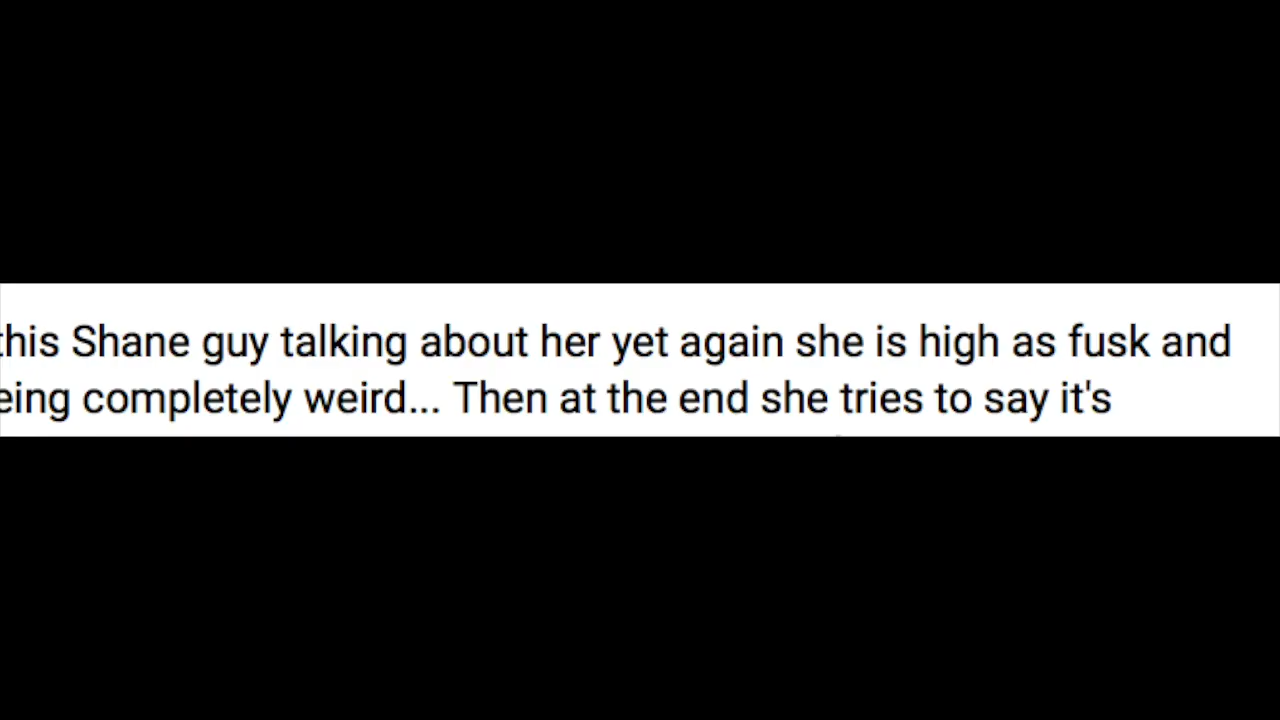 this Shane guy talking about her yet again she is high as fusk and
eing completely weird... Then at the end she tries to say it's